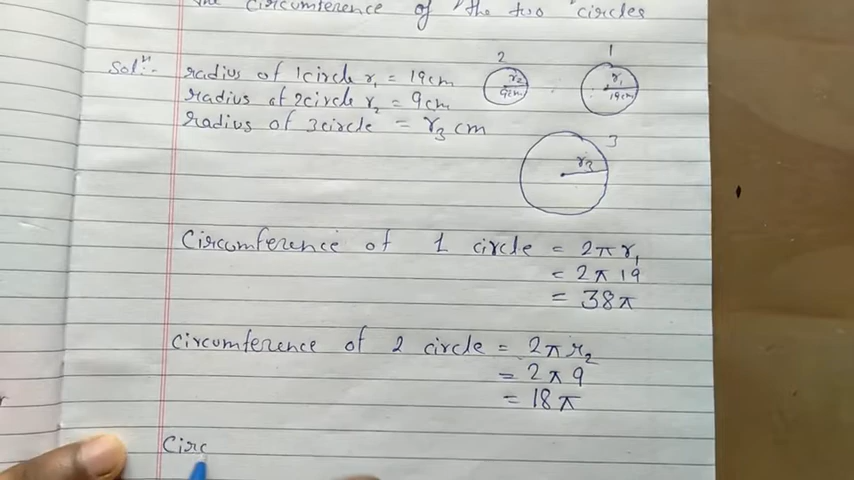 the circumference of the two circles
Sol^n:- radius of 1 circle r₁ = 19cm
radius of 2 circle r₂ = 9cm
radius of 3 circle = r₃ cm
2
r₂
9cm
1
r₁
19cm
3
r₃
Circumference of 1 circle = 2πr₁
= 2π 19
= 38π
circumference of 2 circle = 2πr₂
= 2π 9
= 18π
Circ